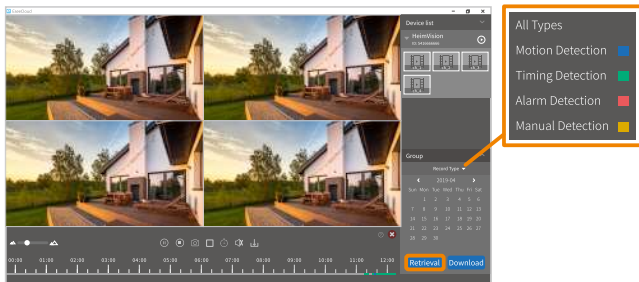 CareCloud
Device list
HeimVision
Group
Record Type
2019-04
Sun Mon Tue Wed Thu Fri Sat
1 2 3 4 5 6
7 8 9 10 11 12 13
14 15 16 17 18 19 20
21 22 23 24 25 26 27
28 29 30
00:00 01:00 02:00 03:00 04:00 05:00 06:00 07:00 08:00 09:00 10:00 11:00 12:00
Retrieval Download
All Types
Motion Detection
Timing Detection
Alarm Detection
Manual Detection